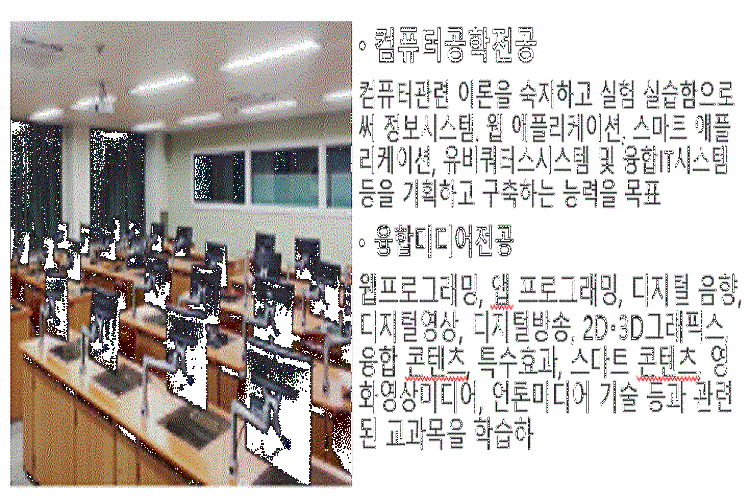 · 컴퓨터공학전공
컴퓨터관련 이론을 숙지하고 실험 실습함으로
써 정보시스템, 웹 애플리케이션, 스마트 애플
리케이션, 유비쿼터스시스템 및 융합IT시스템
등을 기획하고 구축하는 능력을 목표
· 융합미디어전공
웹프로그래밍, 앱 프로그래밍, 디지털 음향,
디지털영상, 디지털방송, 2D·3D그래픽스,
융합 콘텐츠, 특수효과, 스마트 콘텐츠, 영
화영상미디어, 언론미디어 기술 등과 관련
된 교과목을 학습하